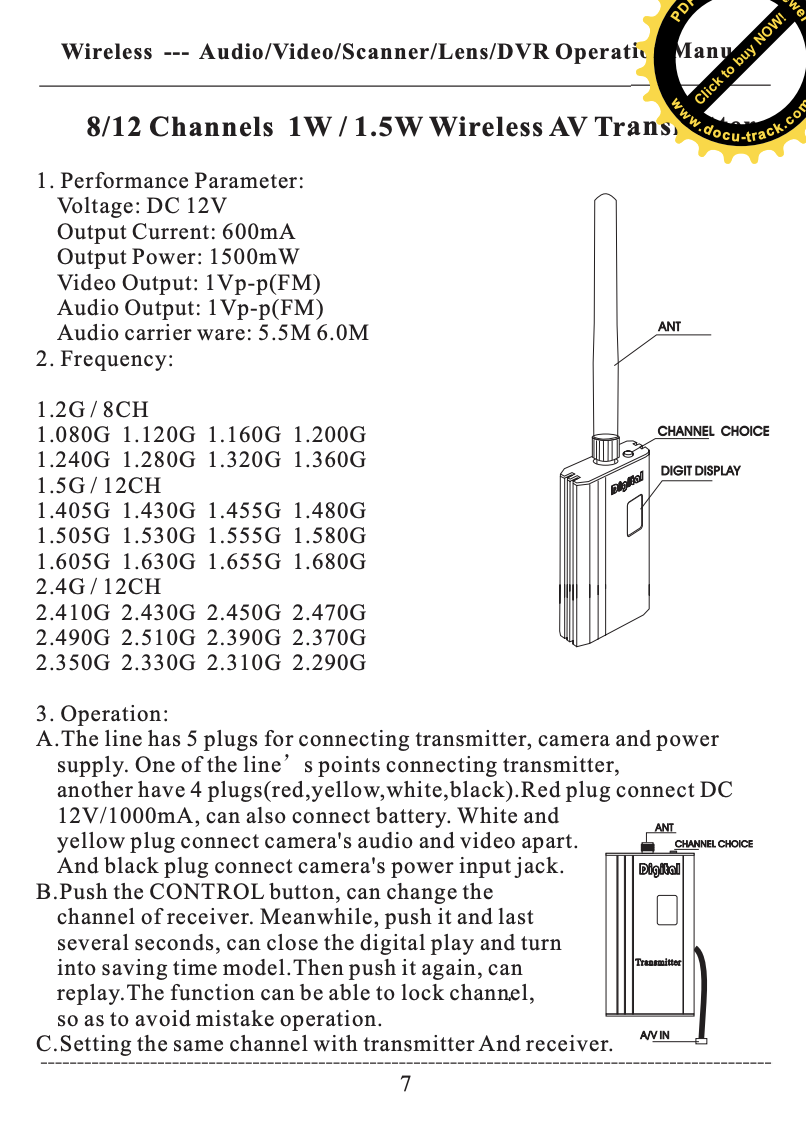 Wireless --- Audio/Video/Scanner/Lens/DVR Operation Manu
8/12 Channels 1W / 1.5W Wireless AV
1. Performance Parameter:
Voltage: DC 12V
Output Current: 600mA
Output Power: 1500mW
Video Output: 1Vp-p(FM)
Audio Output: 1Vp-p(FM)
Audio carrier ware: 5.5M 6.0M
2. Frequency:
1.2G / 8CH
1.080G 1.120G 1.160G 1.200G
1.240G 1.280G 1.320G 1.360G
1.5G / 12CH
1.405G 1.430G 1.455G 1.480G
1.505G 1.530G 1.555G 1.580G
1.605G 1.630G 1.655G 1.680G
2.4G / 12CH
2.410G 2.430G 2.450G 2.470G
2.490G 2.510G 2.390G 2.370G
2.350G 2.330G 2.310G 2.290G
ANT
CHANNEL CHOICE
DIGIT DISPLAY
Digital
3. Operation:
A.The line has 5 plugs for connecting transmitter, camera and power
supply. One of the line’s points connecting transmitter,
another have 4 plugs(red,yellow,white,black).Red plug connect DC
12V/1000mA, can also connect battery. White and
yellow plug connect camera's audio and video apart.
And black plug connect camera's power input jack.
B.Push the CONTROL button, can change the
channel of receiver. Meanwhile, push it and last
several seconds, can close the digital play and turn
into saving time model.Then push it again, can
replay.The function can be able to lock channel,
so as to avoid mistake operation.
C.Setting the same channel with transmitter And receiver.
ANT
CHANNEL CHOICE
Digital
Transmitter
A/V IN
7
Click to buy NOW!
www.docu-track.com